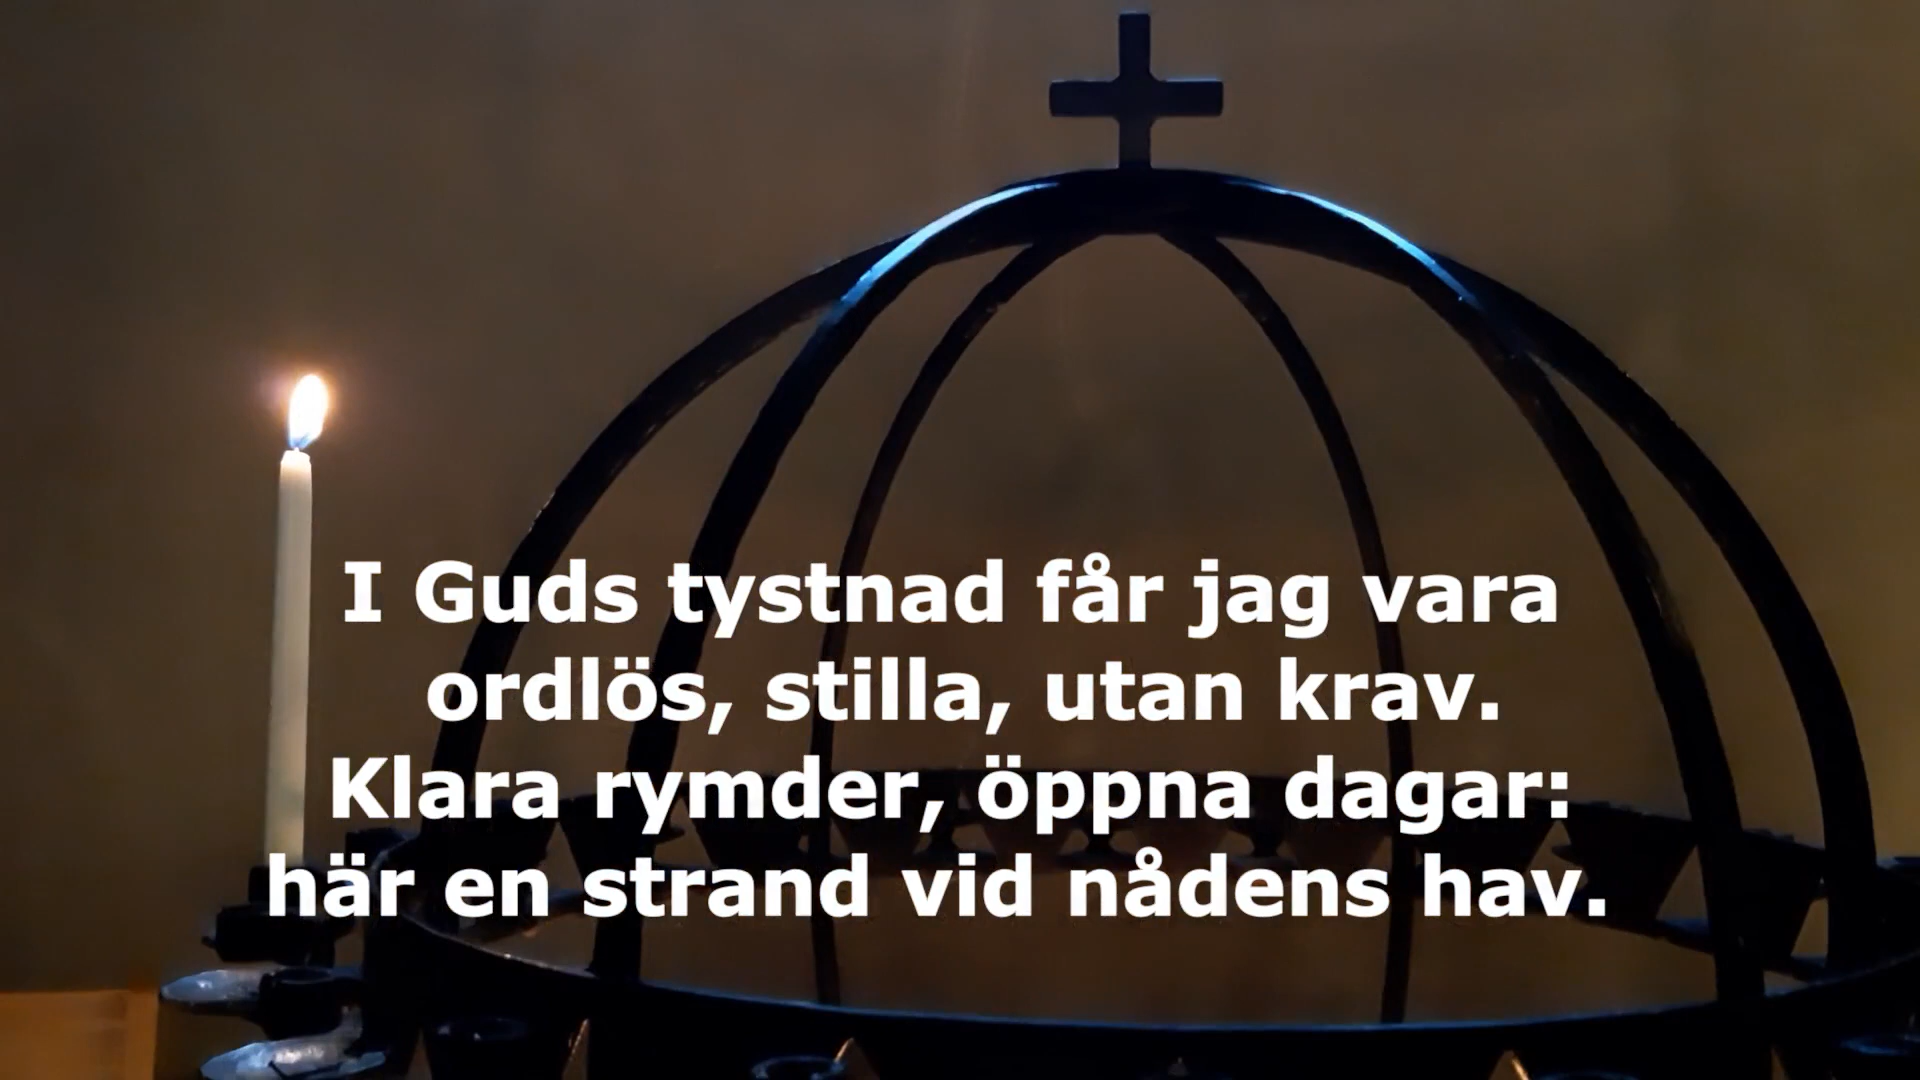 I Guds tystnad får jag vara
ordlös, stilla, utan krav.
Klara rymder, öppna dagar:
här en strand vid nådens hav.